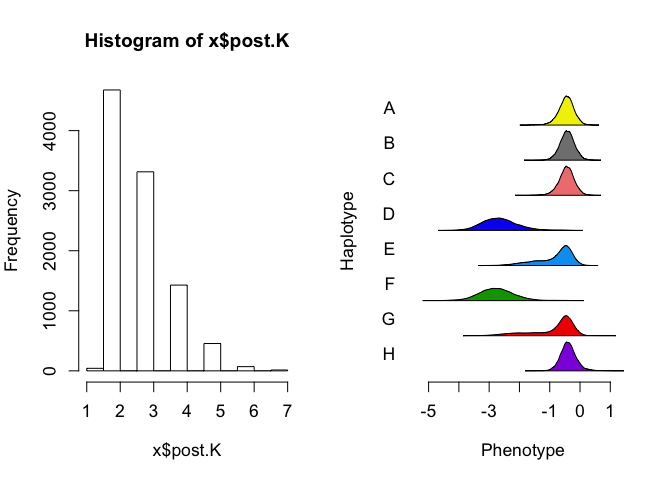 Histogram of x$post.K
Frequency
0
1000
2000
3000
4000
1 2 3 4 5 6 7
x$post.K
Haplotype
A
B
C
D
E
F
G
H
-5 -3 -1 0 1
Phenotype